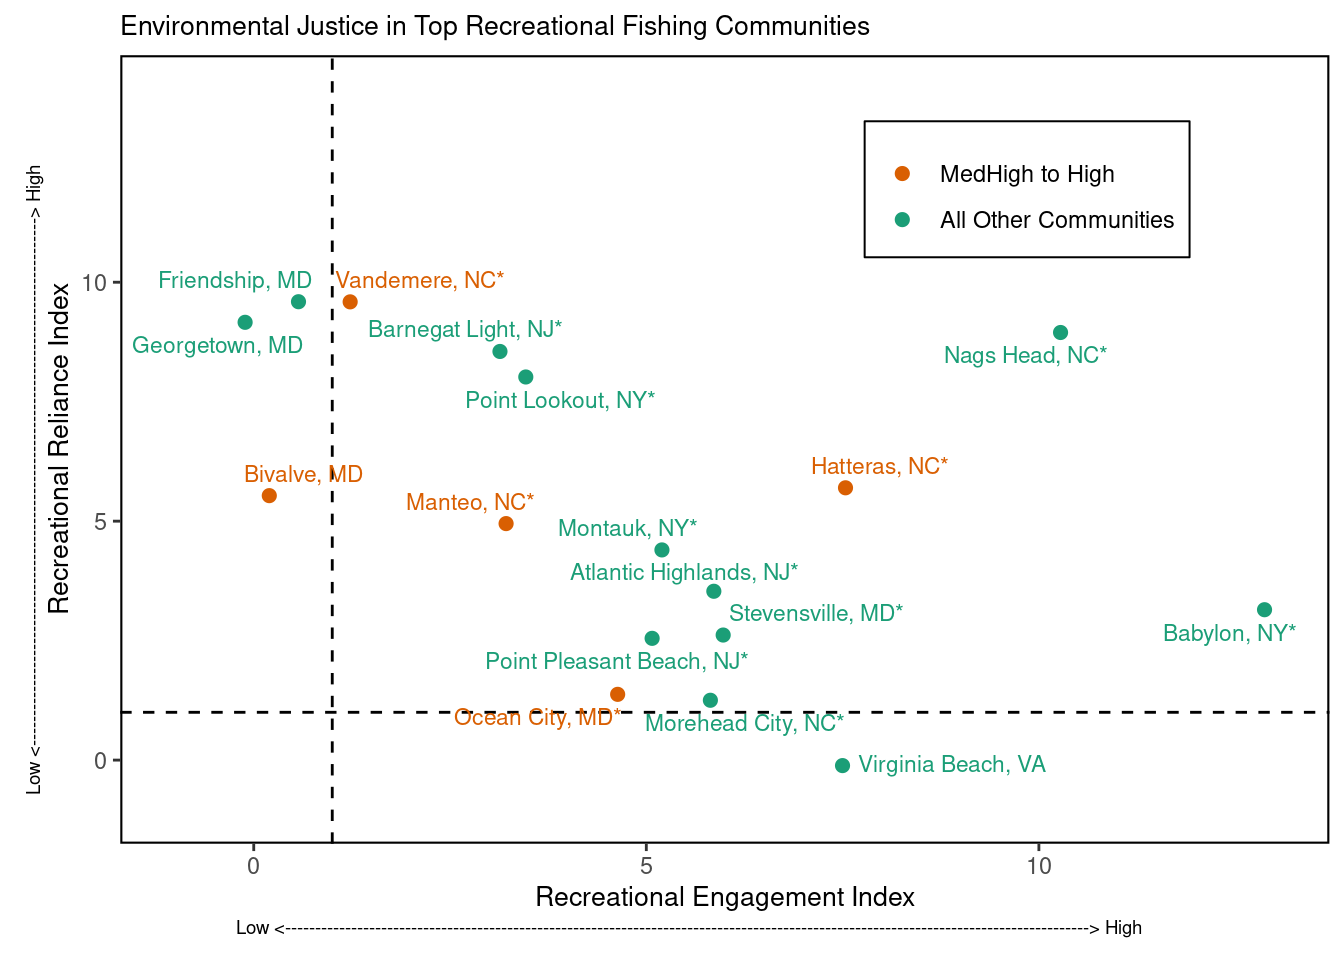 Environmental Justice in Top Recreational Fishing Communities
MedHigh to High
All Other Communities
Friendship, MD
Vandemere, NC*
Georgetown, MD
Barnegat Light, NJ*
Point Lookout, NY*
Nags Head, NC*
Bivalve, MD
Manteo, NC*
Hatteras, NC*
Montauk, NY*
Atlantic Highlands, NJ*
Stevensville, MD*
Babylon, NY*
Point Pleasant Beach, NJ*
Ocean City, MD*
Morehead City, NC*
Virginia Beach, VA
10
5
0
Recreational Reliance Index
Low <-----------------------------------------------------------------------------------------> High
0
5
10
Recreational Engagement Index
Low <--------------------------------------------------------------------------------------------------------------------------------------> High